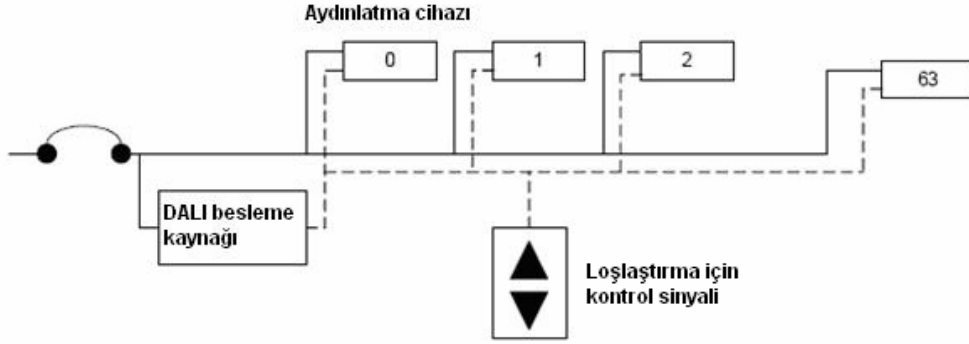 Aydınlatma cihazı
0
1
2
63
DALI besleme
kaynağı
Loşlaştırma için
kontrol sinyali